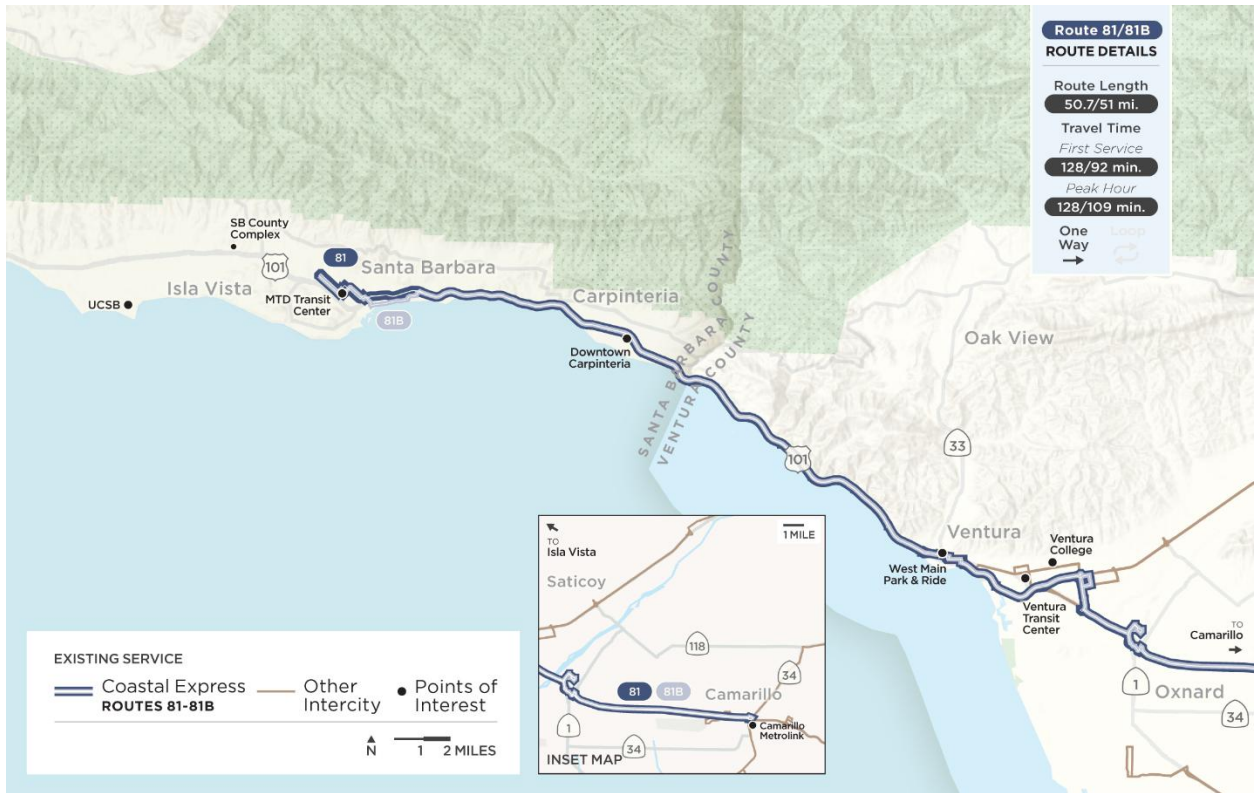 Route 81/81B
ROUTE DETAILS
Route Length
50.7/51 mi.
Travel Time
First Service
128/92 min.
Peak Hour
128/109 min.
One
Way
Loop
SB County
Complex
101
81
Santa Barbara
Isla Vista
MTD Transit
Center
UCSB
81B
Carpinteria
Downtown
Carpinteria
SANTA BARBARA COUNTY
VENTURA COUNTY
Oak View
33
101
Ventura
West Main
Park & Ride
Ventura
College
Ventura
Transit
Center
TO
Camarillo
1
Oxnard
34
TO
Isla Vista
1 MILE
Saticoy
118
34
81
81B
Camarillo
Camarillo
Metrolink
1
34
INSET MAP
EXISTING SERVICE
Coastal Express
ROUTES 81-81B
Other
Intercity
Points of
Interest
N
1 2 MILES